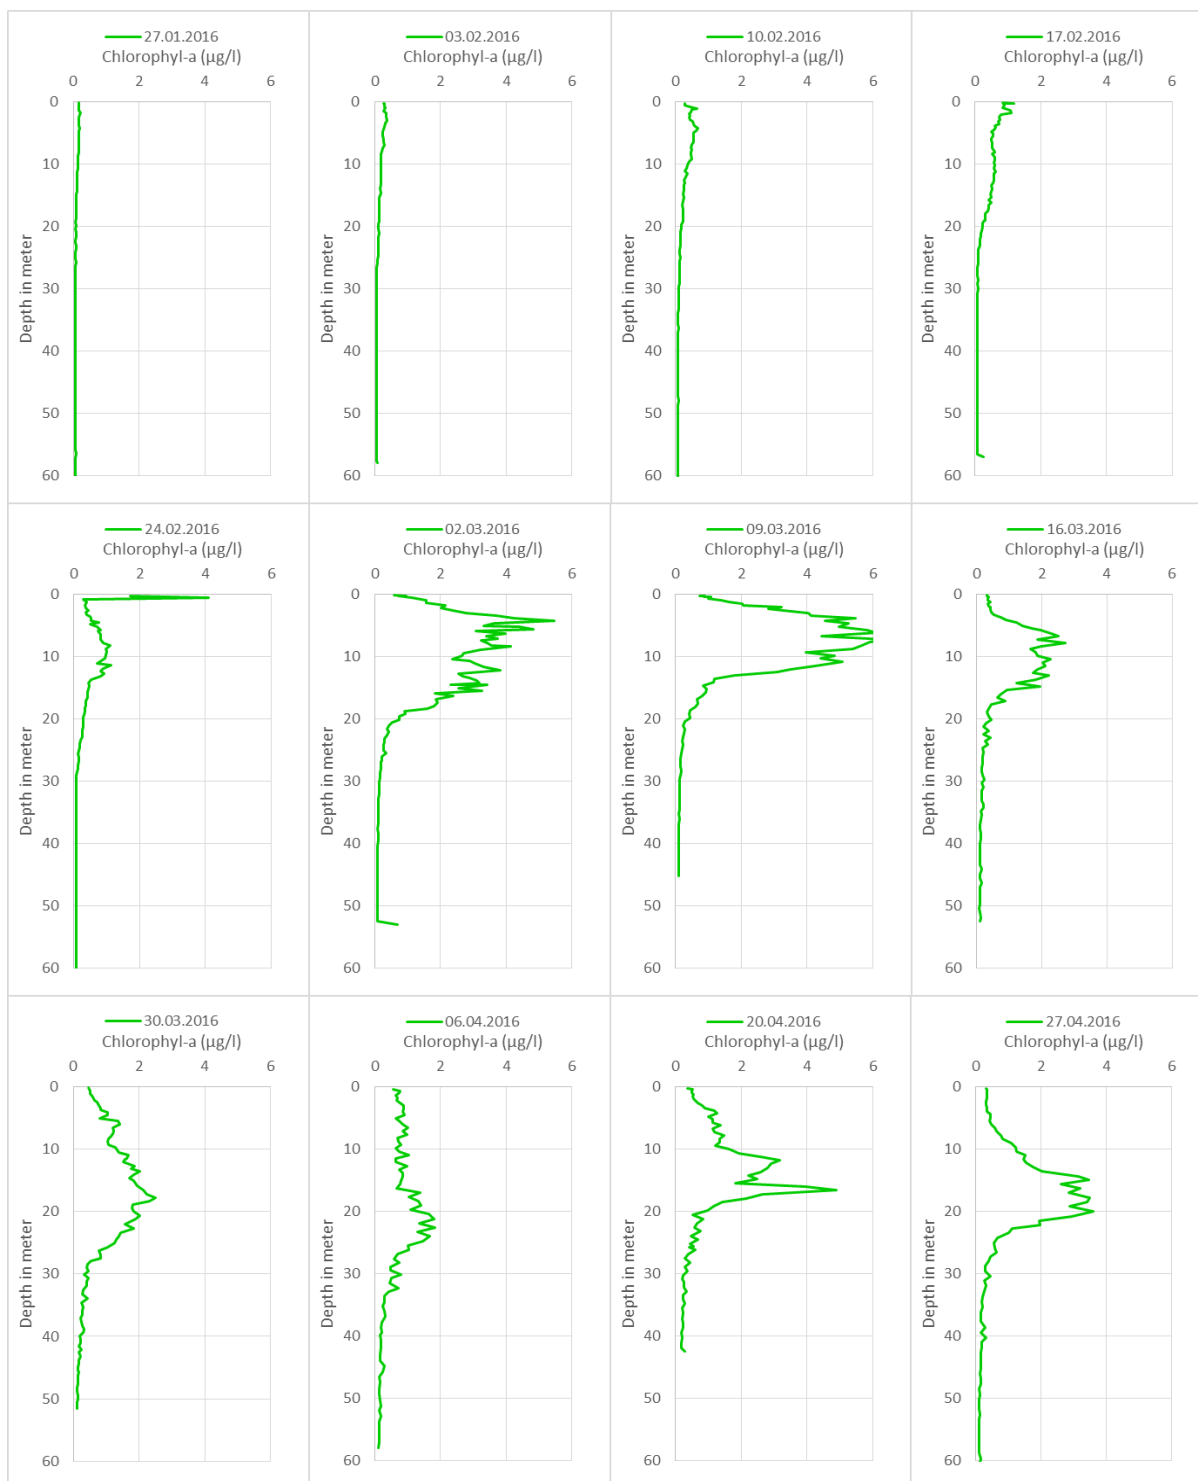 27.01.2016
Chlorophyl-a (µg/l)
0 2 4 6
0
10
20
30
40
50
60
Depth in meter
03.02.2016
Chlorophyl-a (µg/l)
0 2 4 6
0
10
20
30
40
50
60
Depth in meter
10.02.2016
Chlorophyl-a (µg/l)
0 2 4 6
0
10
20
30
40
50
60
Depth in meter
17.02.2016
Chlorophyl-a (µg/l)
0 2 4 6
0
10
20
30
40
50
60
Depth in meter
24.02.2016
Chlorophyl-a (µg/l)
0 2 4 6
0
10
20
30
40
50
60
Depth in meter
02.03.2016
Chlorophyl-a (µg/l)
0 2 4 6
0
10
20
30
40
50
60
Depth in meter
09.03.2016
Chlorophyl-a (µg/l)
0 2 4 6
0
10
20
30
40
50
60
Depth in meter
16.03.2016
Chlorophyl-a (µg/l)
0 2 4 6
0
10
20
30
40
50
60
Depth in meter
30.03.2016
Chlorophyl-a (µg/l)
0 2 4 6
0
10
20
30
40
50
60
Depth in meter
06.04.2016
Chlorophyl-a (µg/l)
0 2 4 6
0
10
20
30
40
50
60
Depth in meter
20.04.2016
Chlorophyl-a (µg/l)
0 2 4 6
0
10
20
30
40
50
60
Depth in meter
27.04.2016
Chlorophyl-a (µg/l)
0 2 4 6
0
10
20
30
40
50
60
Depth in meter